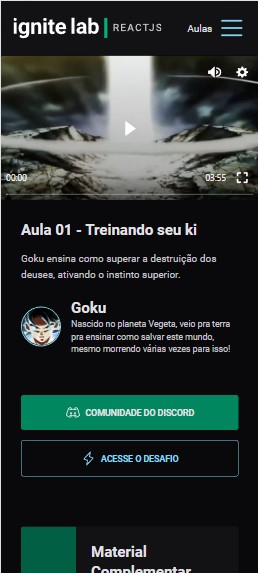 ignite lab | REACTJS
Aulas
00:00
03:55
Aula 01 - Treinando seu ki
Goku ensina como superar a destruição dos
deuses, ativando o instinto superior.
Goku
Nascido no planeta Vegeta, veio pra terra
pra ensinar como salvar este mundo,
mesmo morrendo várias vezes para isso!
COMUNIDADE DO DISCORD
ACESSE O DESAFIO
Material
Complementar